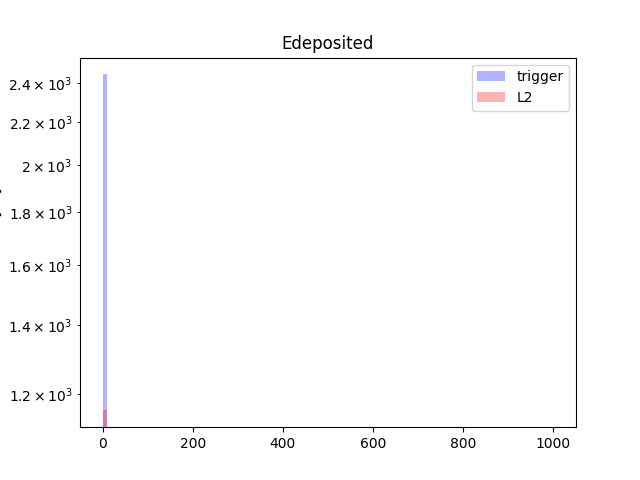 Edeposited
trigger
L2
2.4 × 10³
2.2 × 10³
2 × 10³
1.8 × 10³
1.6 × 10³
1.4 × 10³
1.2 × 10³
0 200 400 600 800 1000